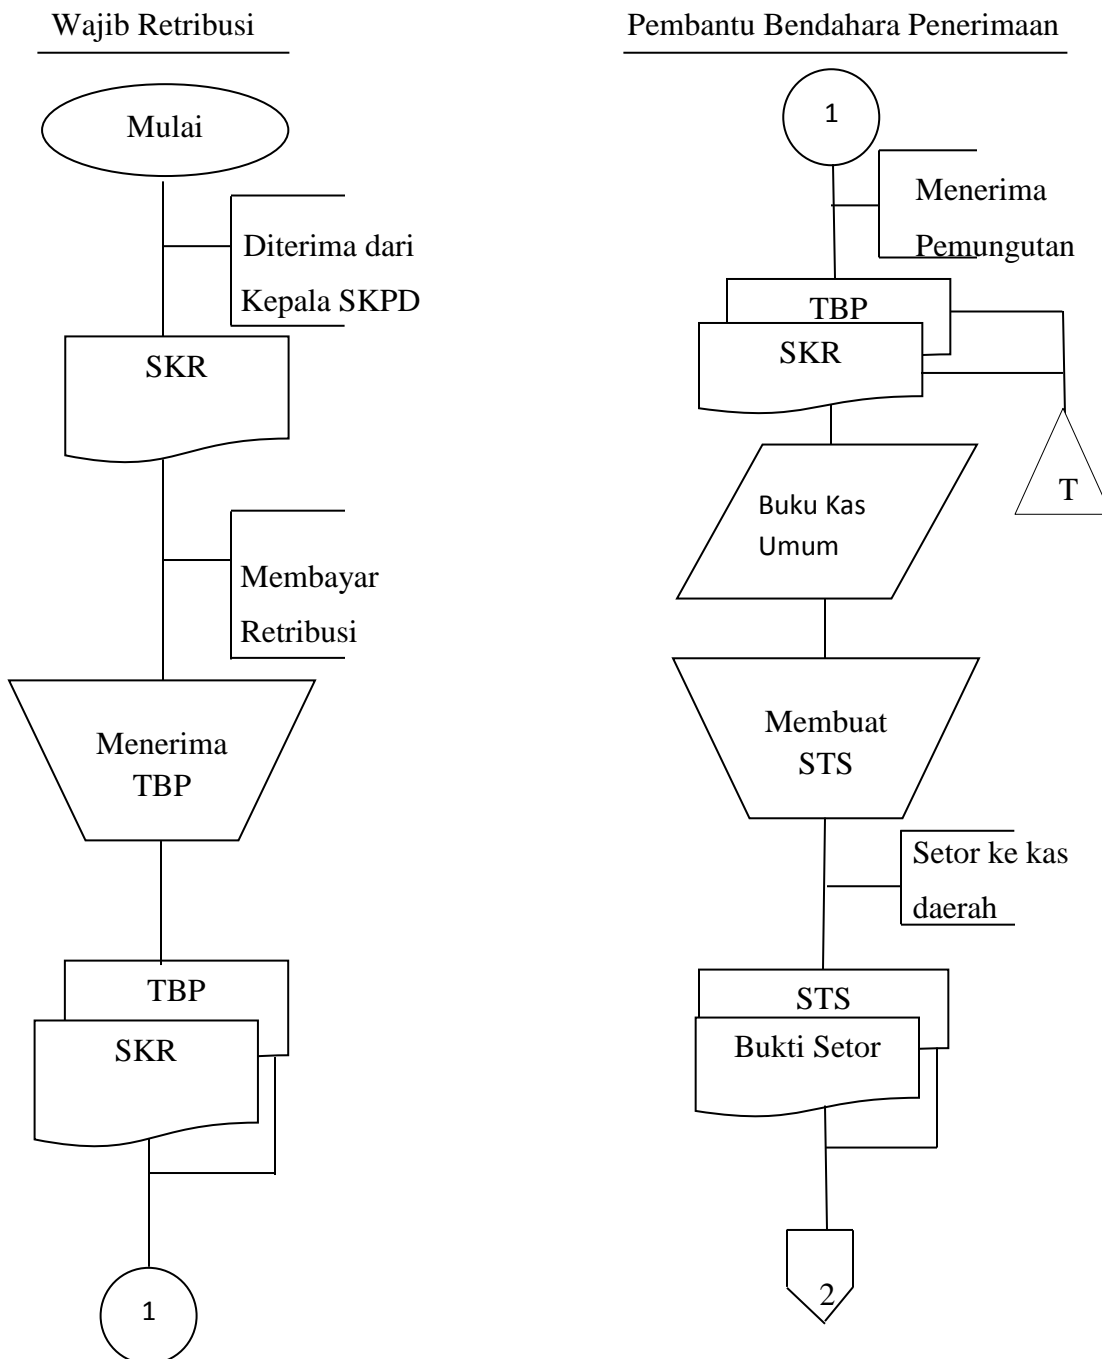 Wajib Retribusi
Mulai
Diterima dari
Kepala SKPD
SKR
Membayar
Retribusi
Menerima
TBP
TBP
SKR
1
Pembantu Bendahara Penerimaan
1
Menerima
Pemungutan
TBP
SKR
T
Buku Kas
Umum
Membuat
STS
Setor ke kas
daerah
STS
Bukti Setor
2